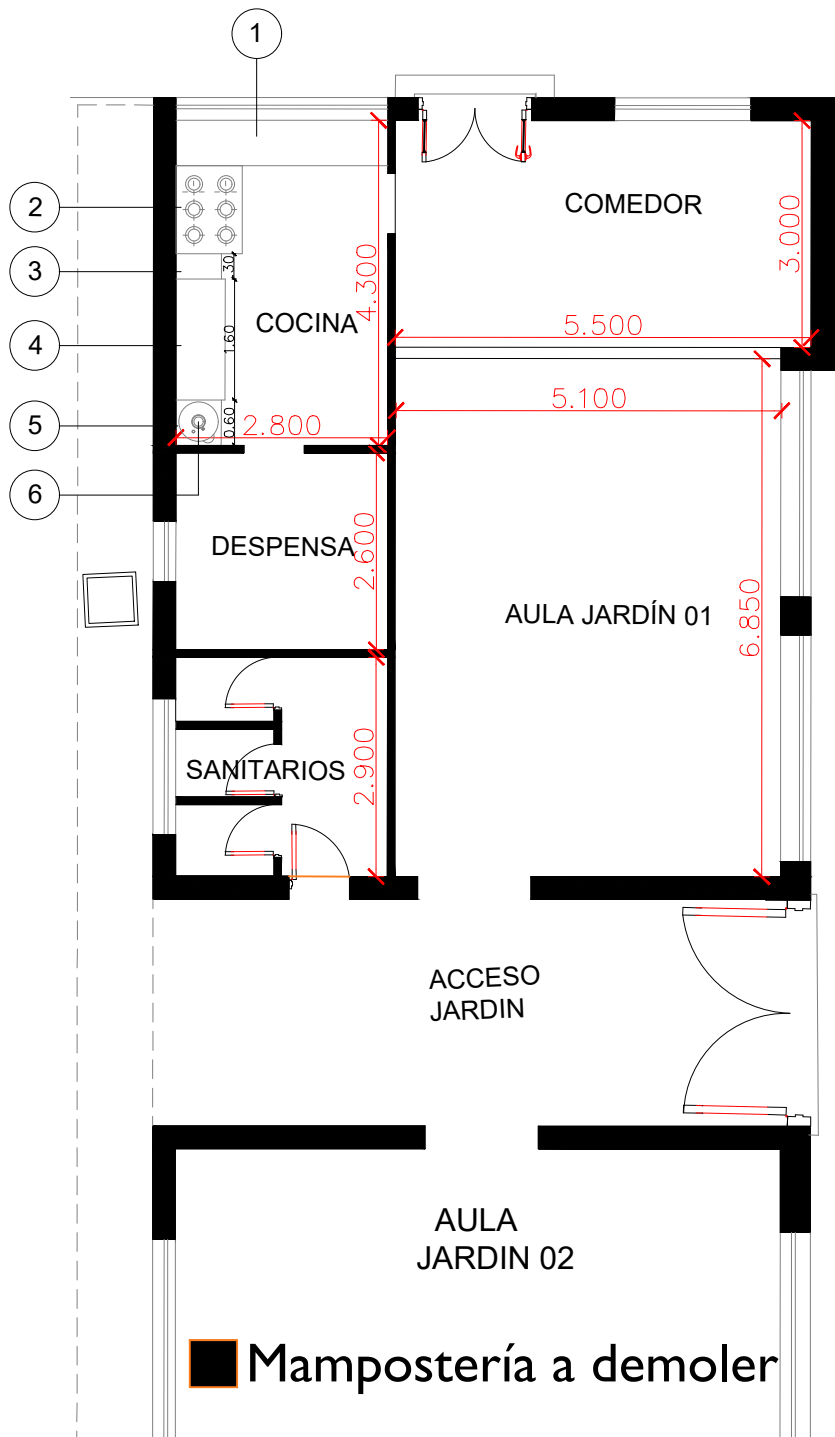 1
2
3
4
5
6
COMEDOR
3.000
4.300
.30
COCINA
1.60
5.500
5.100
0.60
2.800
DESPENSA
2.600
AULA JARDÍN 01
6.850
SANITARIOS
2.900
ACCESO
JARDIN
AULA
JARDIN 02
Mampostería a demoler